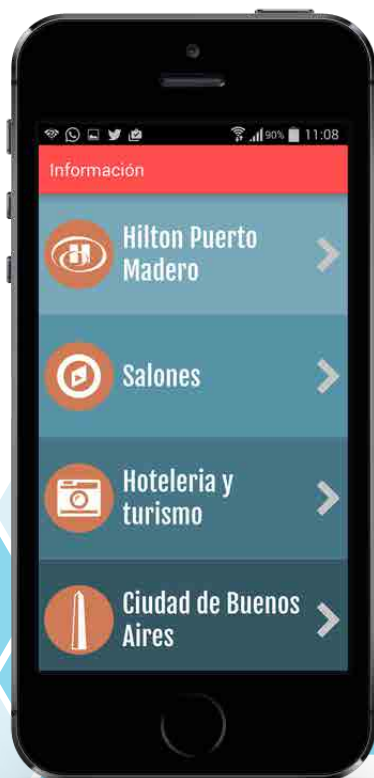 90% 11:08
Información
Hilton Puerto
Madero
Salones
Hoteleria y
turismo
Ciudad de Buenos
Aires